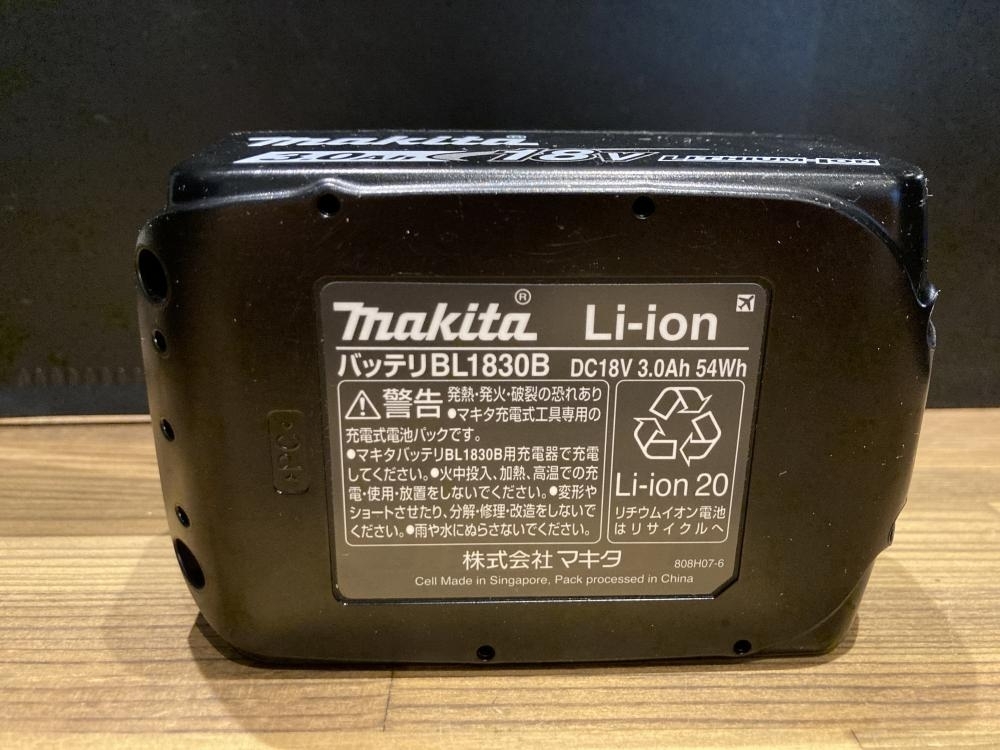 Makita®
3.0Ah 18V LITHIUM-ION
Makita® Li-ion
バッテリBL1830B DC18V 3.0Ah 54Wh
警告 発熱・発火・破裂の恐れあり
●マキタ充電式工具専用の
充電式電池パックです。
●マキタバッテリBL1830B用充電器で充電
してください。●火中投入、加熱、高温での充
電・使用・放置をしないでください。●変形や
ショートさせたり、分解・修理・改造をしないで
ください。●雨や水にぬらさないでください。
Li-ion 20
リチウムイオン電池
はリサイクルへ
株式会社 マキタ 808H07-6
Cell Made in Singapore, Pack processed in China